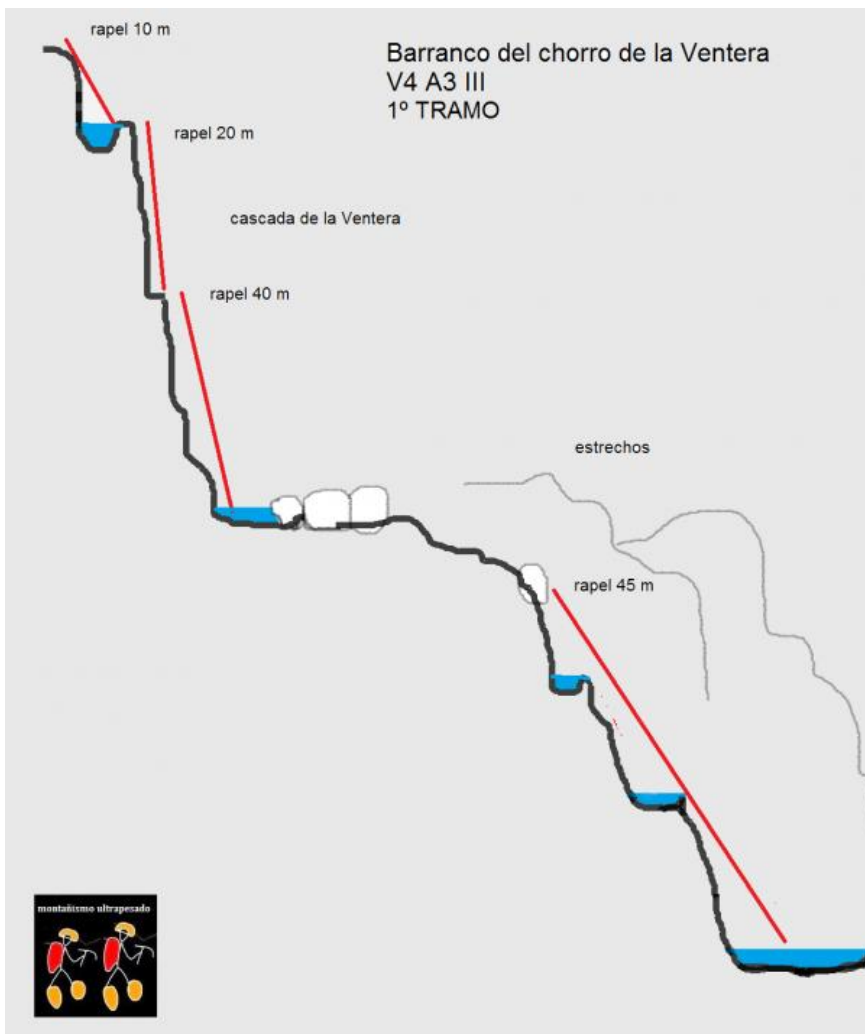 rapel 10 m
Barranco del chorro de la Ventera
V4 A3 III
1º TRAMO
rapel 20 m
cascada de la Ventera
rapel 40 m
estrechos
rapel 45 m
montañismo ultrapesado